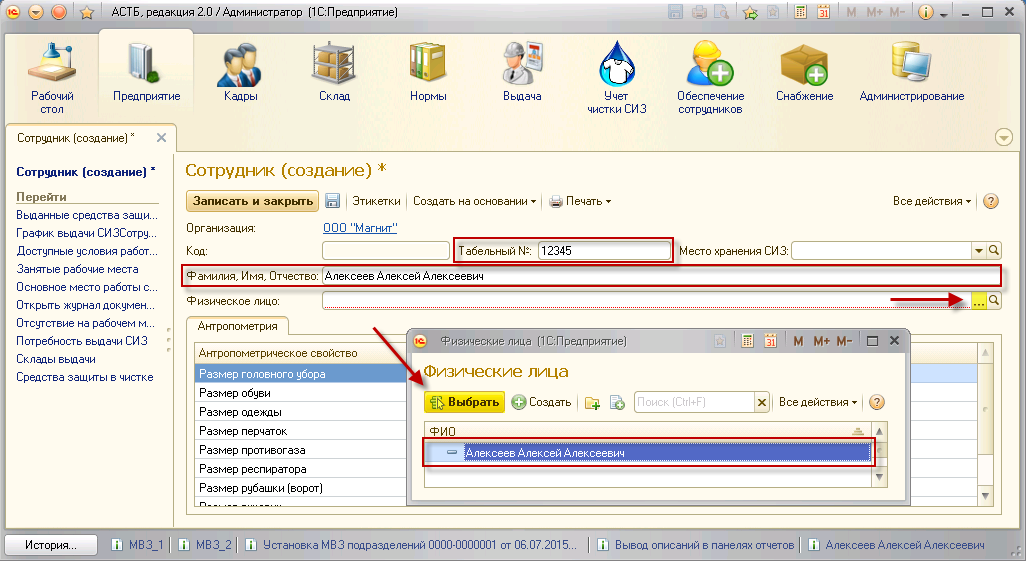 АСТБ, редакция 2.0 / Администратор (1С:Предприятие)
M M+ M-
Рабочий стол
Предприятие
Кадры
Склад
Нормы
Выдача
Учет чистки СИЗ
Обеспечение сотрудников
Снабжение
Администрирование
Сотрудник (создание) *
Сотрудник (создание) *
Перейти
Выданные средства защи...
График выдачи СИЗСотру...
Доступные условия работ...
Занятые рабочие места
Основное место работы с...
Открыть журнал докумен...
Отсутствие на рабочем м...
Потребность выдачи СИЗ
Склады выдачи
Средства защиты в чистке
Сотрудник (создание) *
Записать и закрыть Этикетки Создать на основании Печать Все действия ?
Организация: ООО "Магнит"
Код: Табельный №: 12345 Место хранения СИЗ:
Фамилия, Имя, Отчество: Алексеев Алексей Алексеевич
Физическое лицо: ...
Антропометрия
Антропометрическое свойство
Размер головного убора
Размер обуви
Размер одежды
Размер перчаток
Размер противогаза
Размер респиратора
Размер рубашки (ворот)
Физические лица (1С:Предприятие) M M+ M-
Физические лица
Выбрать Создать Поиск (Ctrl+F) Все действия ?
ФИО
Алексеев Алексей Алексеевич
История... МВЗ_1 МВЗ_2 Установка МВЗ подразделений 0000-0000001 от 06.07.2015... Вывод описаний в панелях отчетов Алексеев Алексей Алексеевич